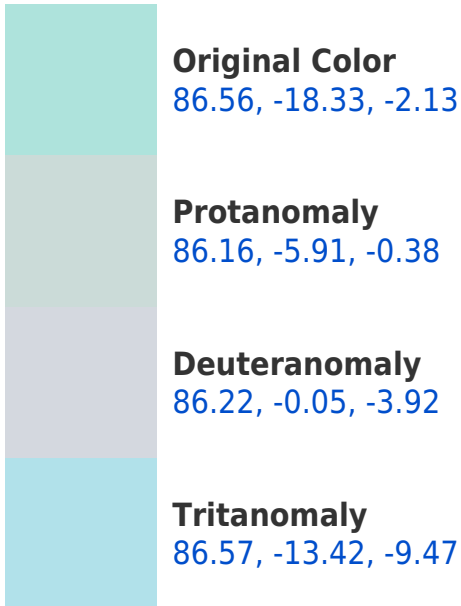 Original Color
86.56, -18.33, -2.13
Protanomaly
86.16, -5.91, -0.38
Deuteranomaly
86.22, -0.05, -3.92
Tritanomaly
86.57, -13.42, -9.47